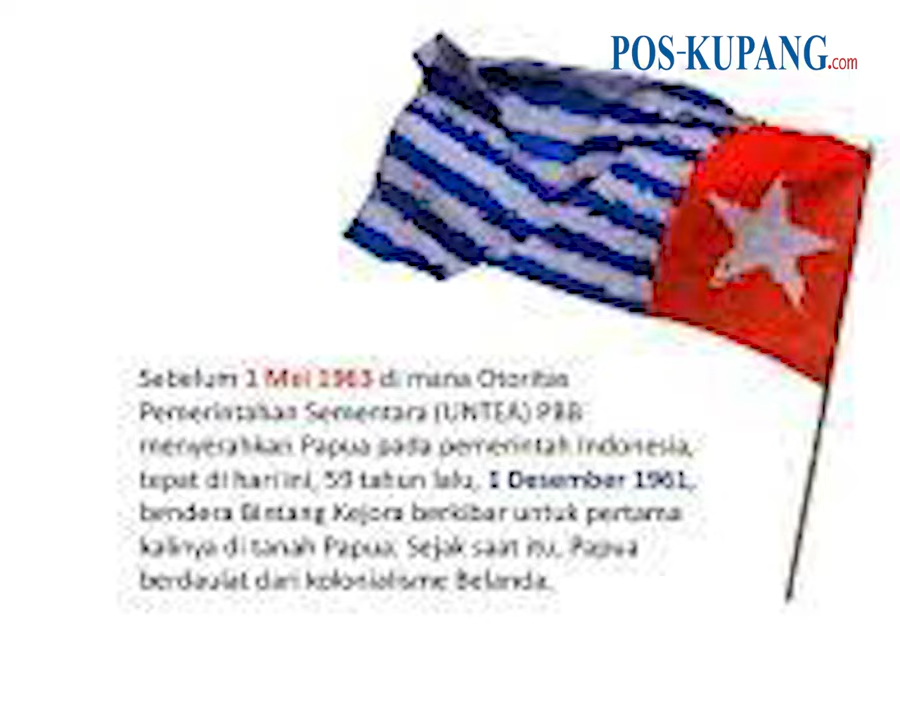 POS-KUPANG.com
Sebelum 1 Mei 1963 di mana Otoritas
Pemerintahan Sementara (UNTEA) PBB
menyerahkan Papua pada pemerintah Indonesia,
tepat di hari ini, 59 tahun lalu, 1 Desember 1961,
bendera Bintang Kejora berkibar untuk pertama
kalinya di tanah Papua. Sejak saat itu, Papua
berdaulat dari kolonialisme Belanda.